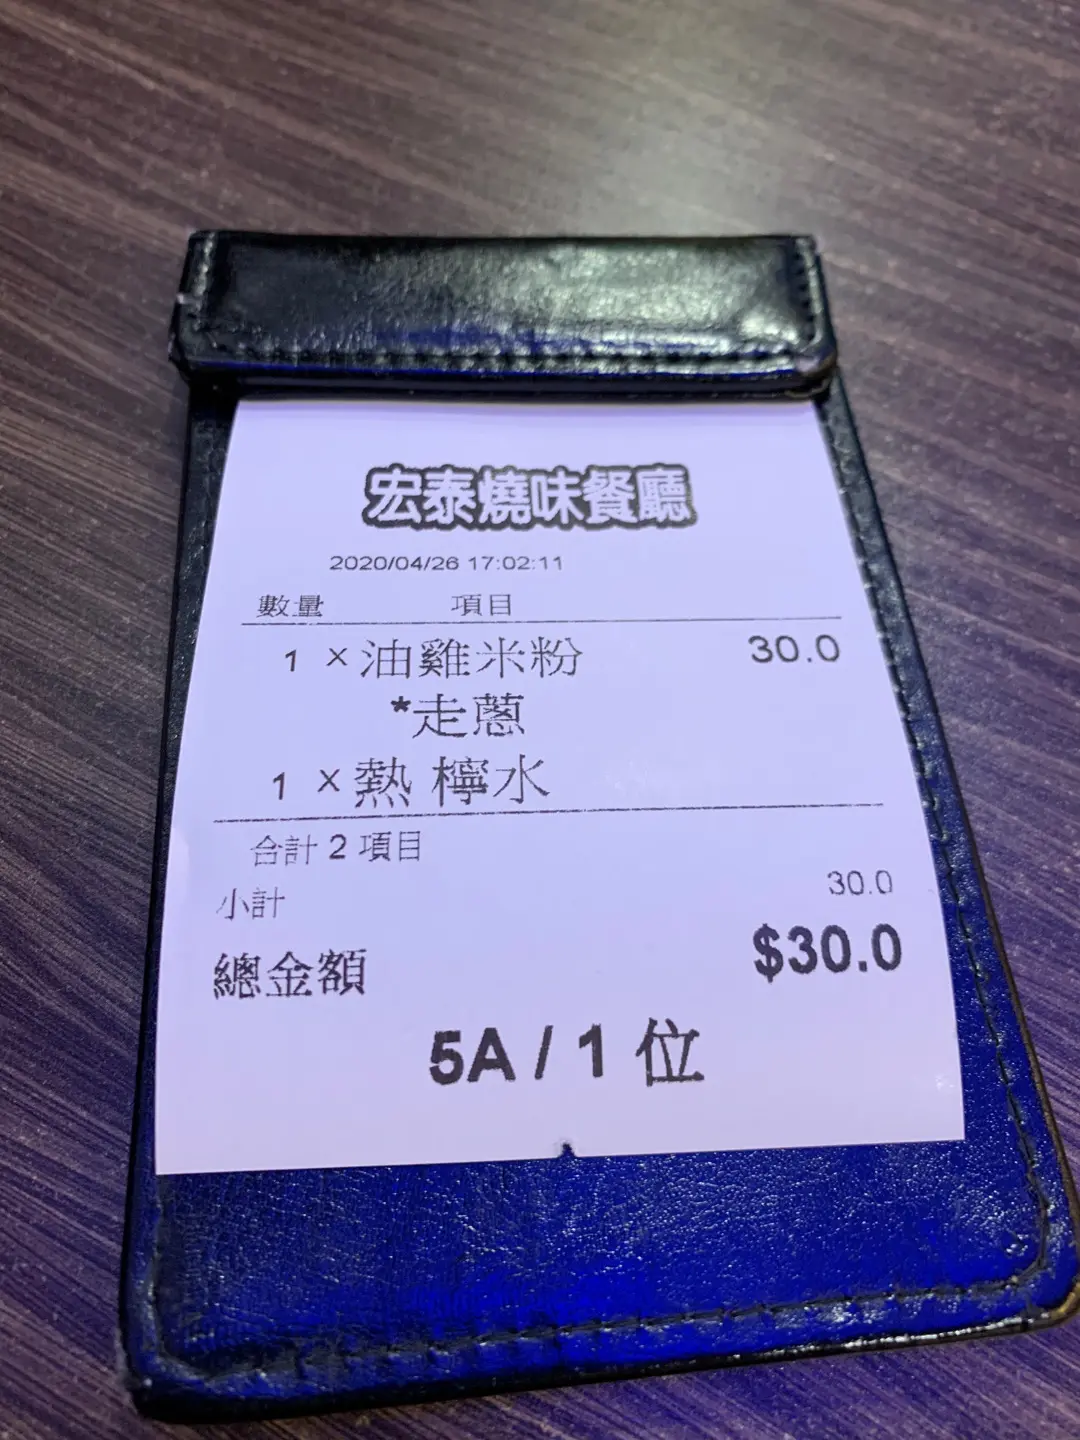 宏泰燒味餐廳
2020/04/26 17:02:11
數量 項目
1 ×油雞米粉 30.0
*走蔥
1 ×熱 檸水
合計 2 項目
小計 30.0
總金額 $30.0
5A / 1 位